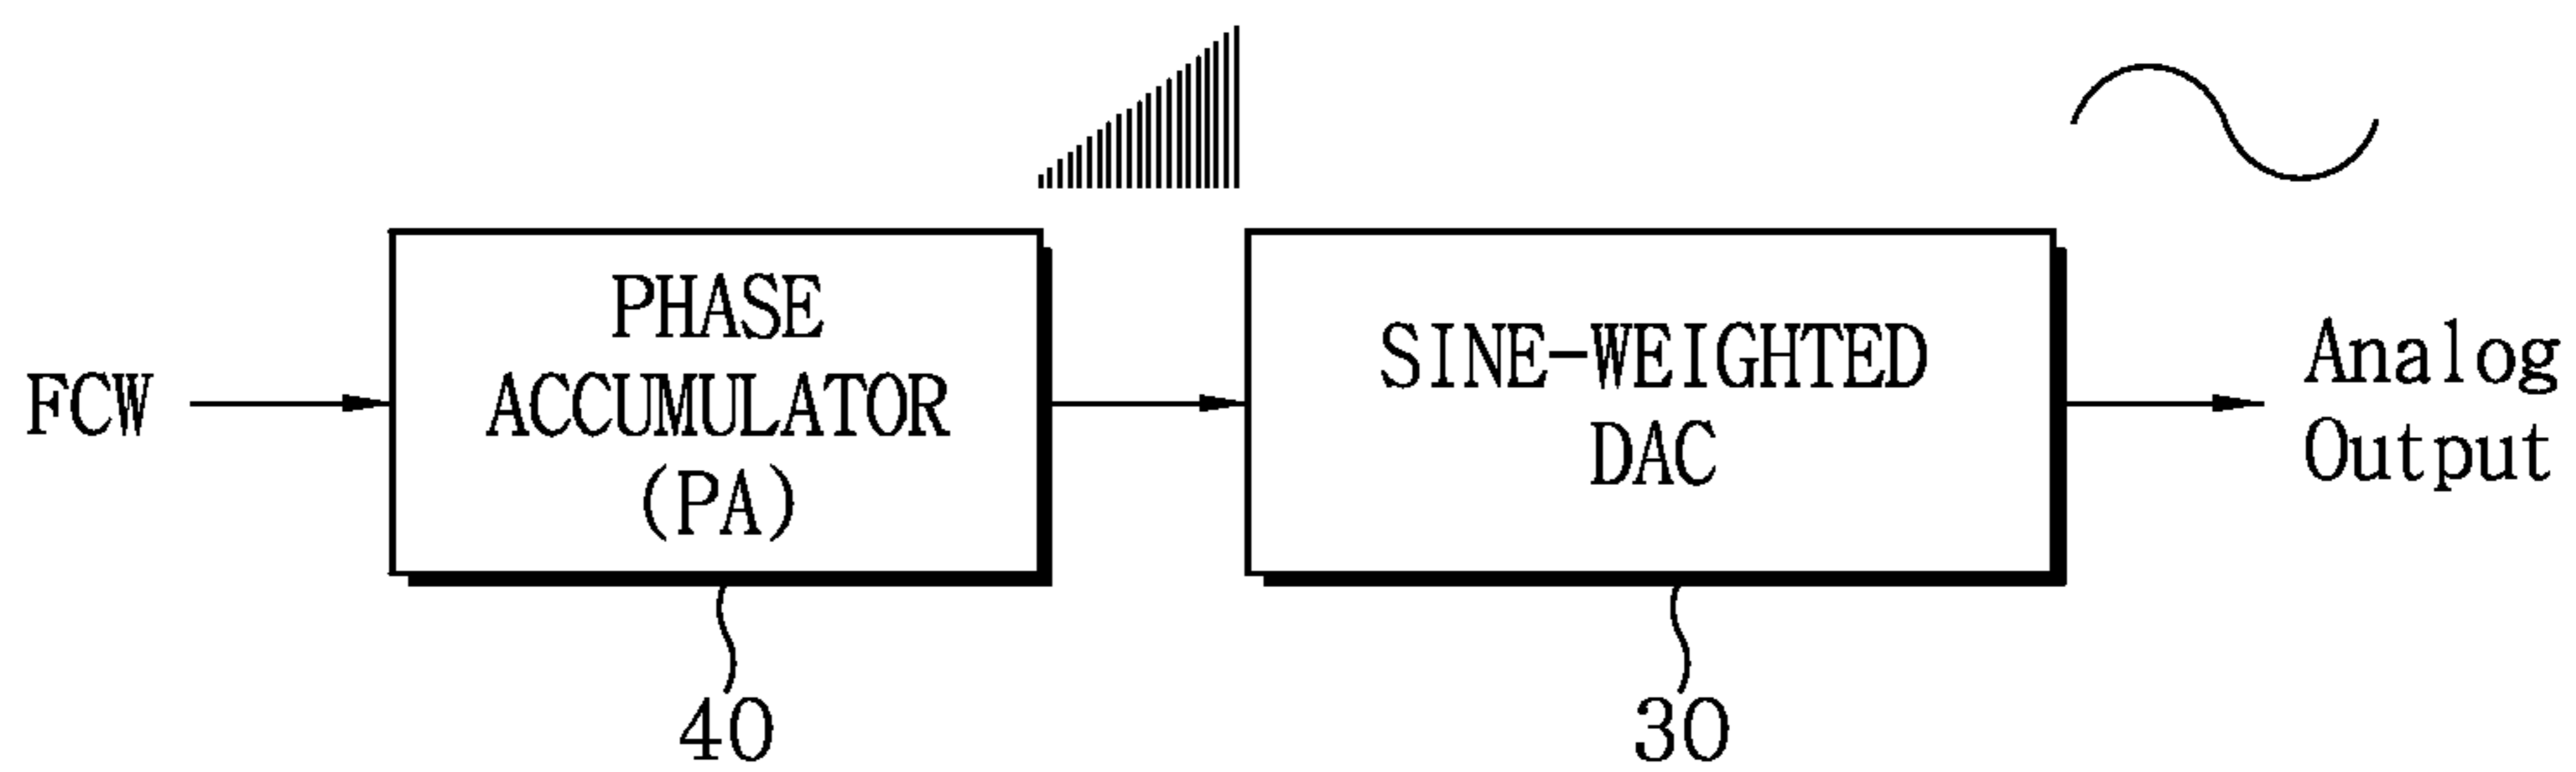 FCW
PHASE
ACCUMULATOR
(PA)
SINE-WEIGHTED
DAC
Analog
Output
40
30